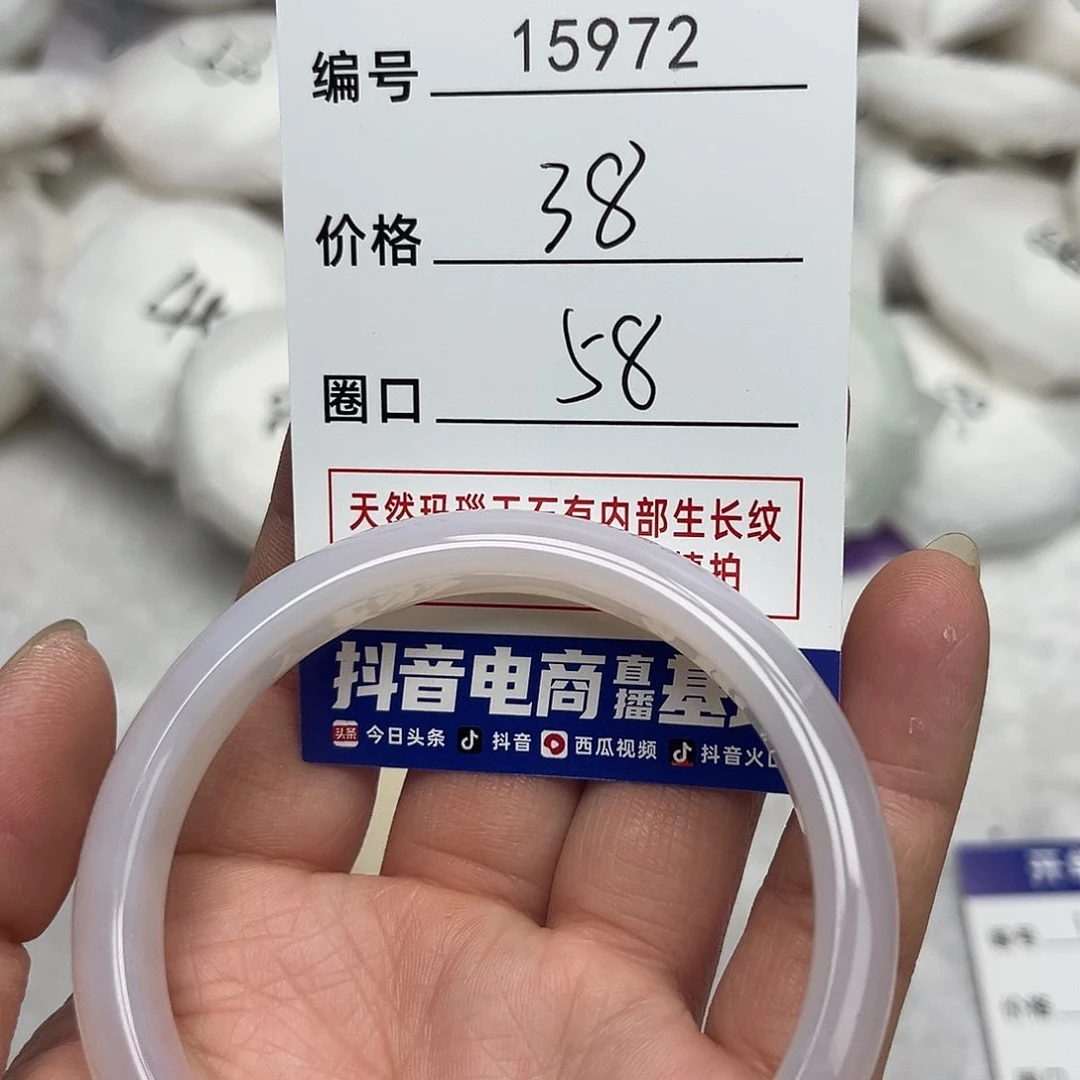 编号 15972
价格 38
圈口 58
天然玛瑙玉石有内部生长纹
慎拍
抖音电商直播基
今日头条 抖音 西瓜视频 抖音火